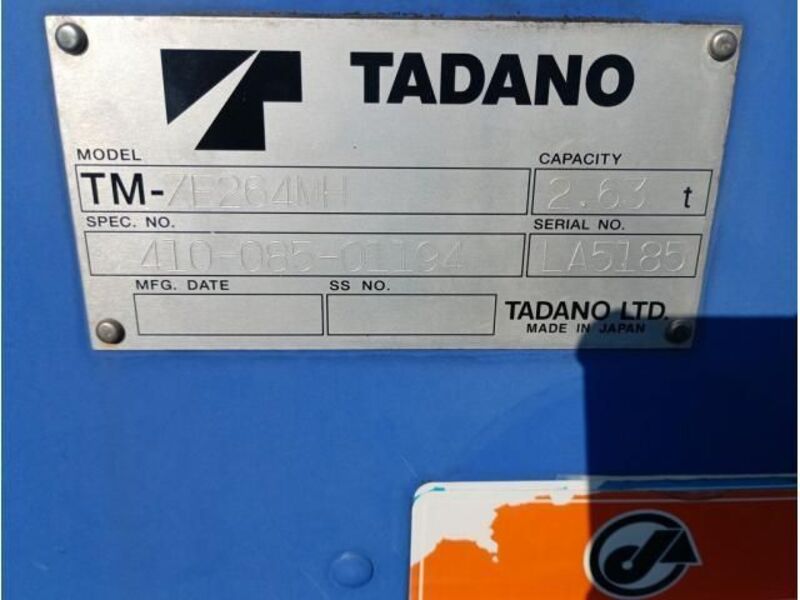 TADANO
MODEL CAPACITY
TM-ZE264MH 2.63 t
SPEC. NO. SERIAL NO.
410-085-01194 LA5185
MFG. DATE SS NO.
TADANO LTD.
MADE IN JAPAN